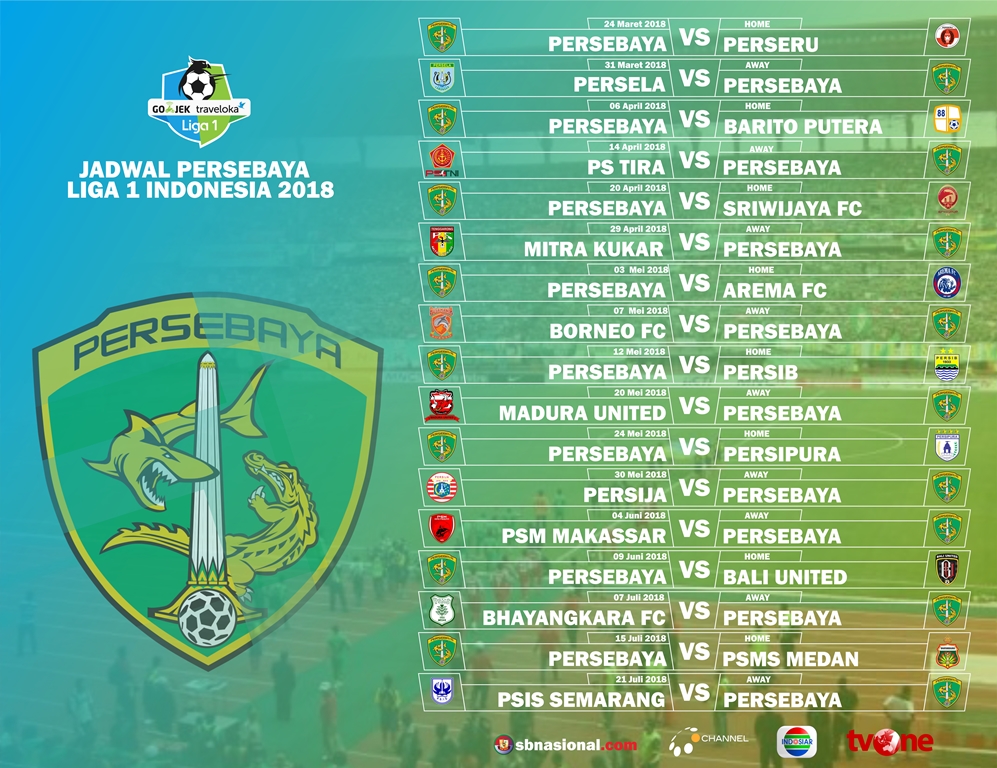 GO JEK traveloka
Liga 1
JADWAL PERSEBAYA
LIGA 1 INDONESIA 2018
PERSEBAYA
24 Maret 2018 HOME
PERSEBAYA VS PERSERU
31 Maret 2018 AWAY
PERSELA VS PERSEBAYA
06 April 2018 HOME
PERSEBAYA VS BARITO PUTERA
14 April 2018 AWAY
PS TIRA VS PERSEBAYA
20 April 2018 HOME
PERSEBAYA VS SRIWIJAYA FC
29 April 2018 AWAY
MITRA KUKAR VS PERSEBAYA
03 Mei 2018 HOME
PERSEBAYA VS AREMA FC
07 Mei 2018 AWAY
BORNEO FC VS PERSEBAYA
12 Mei 2018 HOME
PERSEBAYA VS PERSIB
20 Mei 2018 AWAY
MADURA UNITED VS PERSEBAYA
24 Mei 2018 HOME
PERSEBAYA VS PERSIPURA
30 Mei 2018 AWAY
PERSIJA VS PERSEBAYA
04 Juni 2018 AWAY
PSM MAKASSAR VS PERSEBAYA
09 Juni 2018 HOME
PERSEBAYA VS BALI UNITED
07 Juli 2018 AWAY
BHAYANGKARA FC VS PERSEBAYA
15 Juli 2018 HOME
PERSEBAYA VS PSMS MEDAN
21 Juli 2018 AWAY
PSIS SEMARANG VS PERSEBAYA
sbnasional.com CHANNEL INDOSIAR tvOne